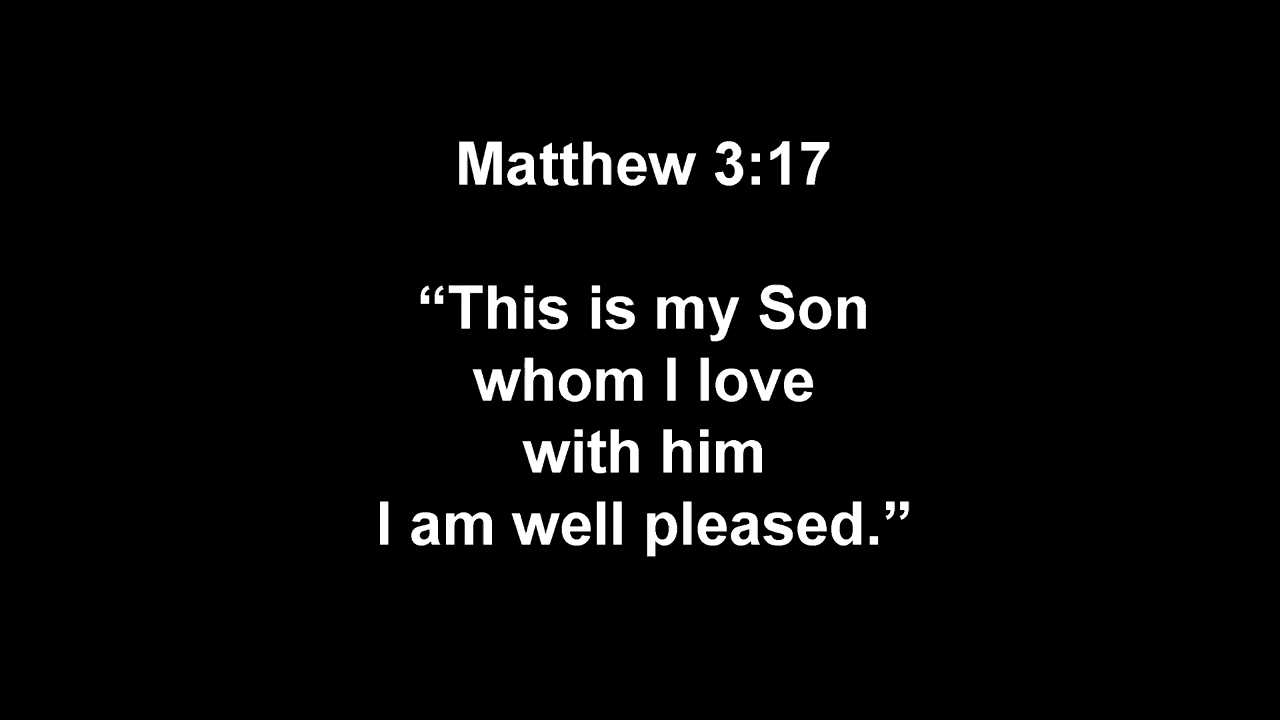 Matthew 3:17
“This is my Son
whom I love
with him
I am well pleased.”